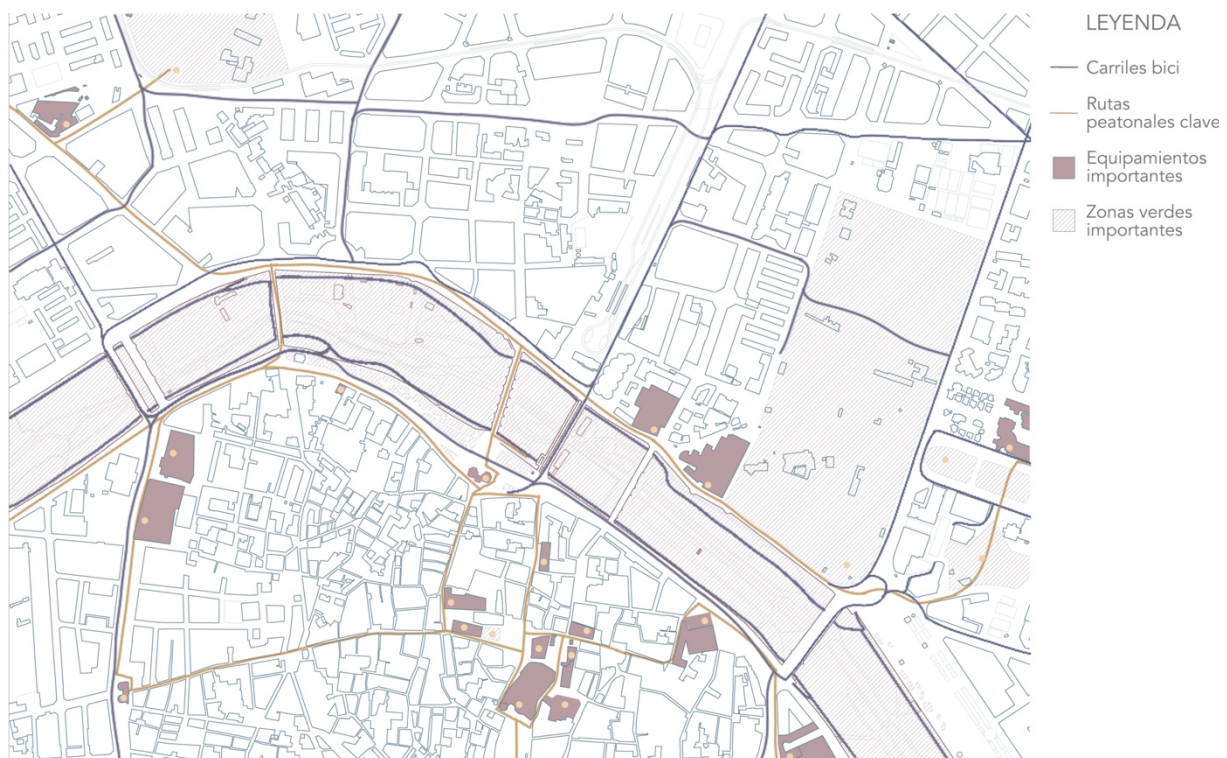 LEYENDA
Carriles bici
Rutas
peatonales clave
Equipamientos
importantes
Zonas verdes
importantes